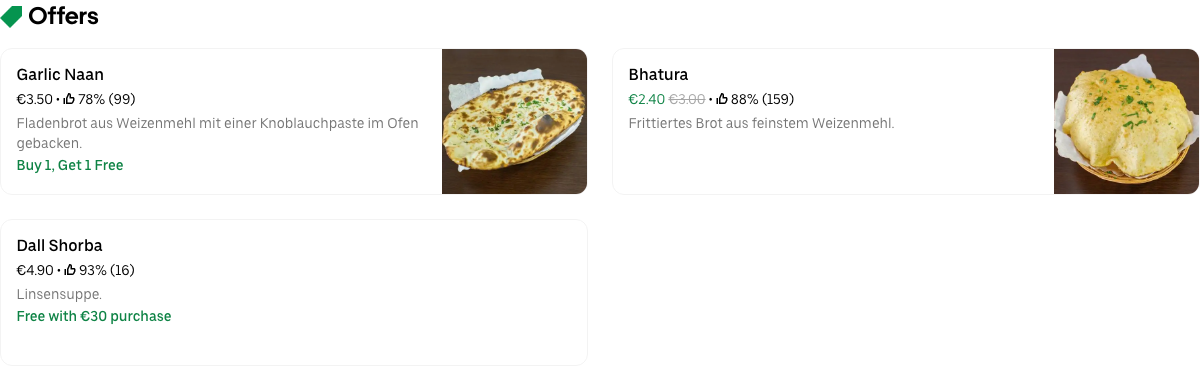 Offers
Garlic Naan
€3.50 • 78% (99)
Fladenbrot aus Weizenmehl mit einer Knoblauchpaste im Ofen
gebacken.
Buy 1, Get 1 Free
Bhatura
€2.40 €3.00 • 88% (159)
Frittiertes Brot aus feinstem Weizenmehl.
Dall Shorba
€4.90 • 93% (16)
Linsensuppe.
Free with €30 purchase